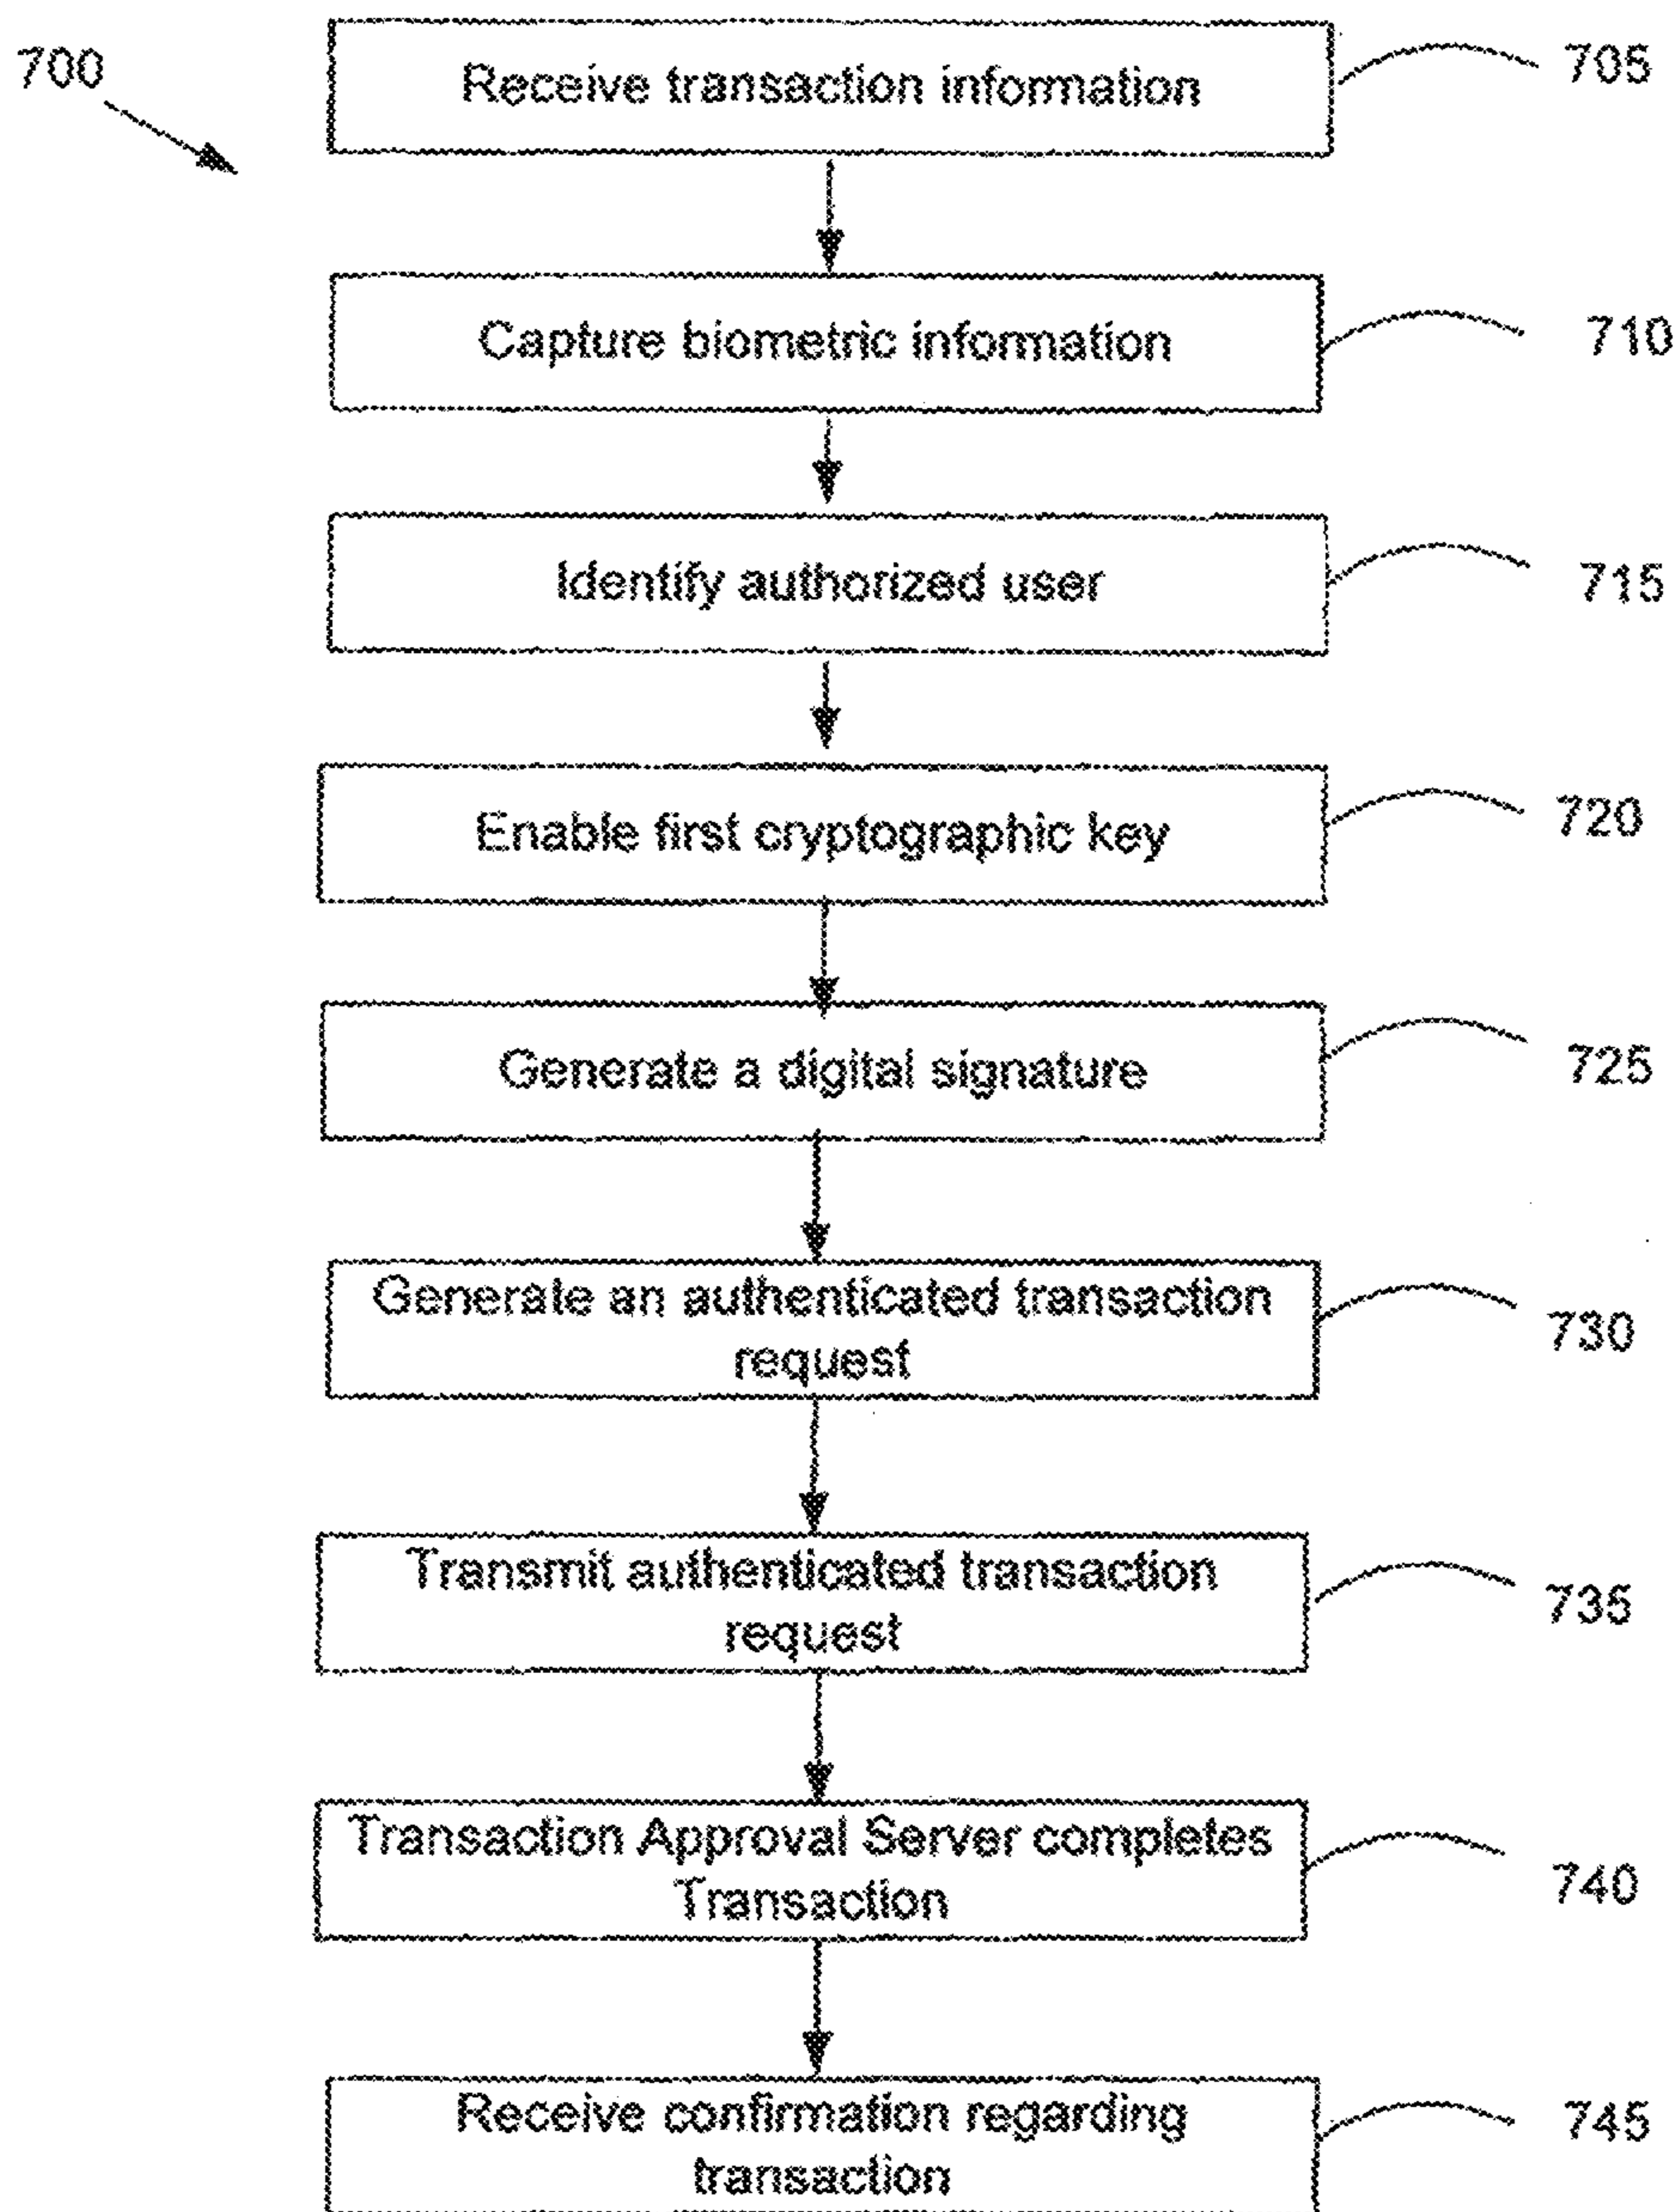 700
Receive transaction information
705
Capture biometric information
710
Identify authorized user
715
Enable first cryptographic key
720
Generate a digital signature
725
Generate an authenticated transaction
request
730
Transmit authenticated transaction
request
735
Transaction Approval Server completes
Transaction
740
Receive confirmation regarding
transaction
745